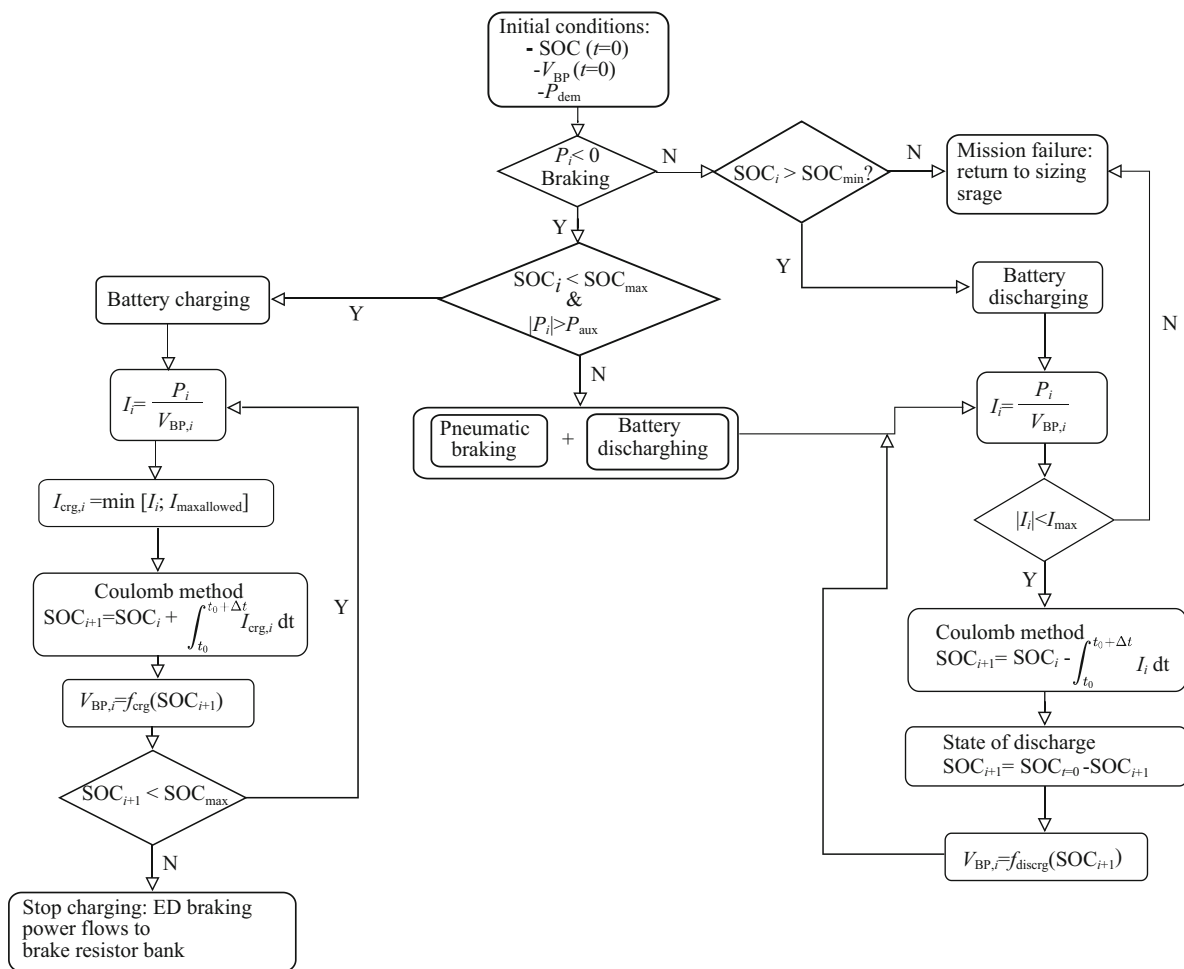 Initial conditions:
- SOC (t=0)
-V_BP (t=0)
-P_dem
P_i< 0
Braking
N
SOC_i > SOC_min?
N
Mission failure:
return to sizing
srage
Y
Y
SOC_i < SOC_max
&
|P_i|>P_aux
Y
Battery charging
N
Battery
discharging
N
I_i= P_i / V_BP,i
Pneumatic
braking
+
Battery
discharghing
I_i= P_i / V_BP,i
I_crg,i =min [I_i; I_maxallowed]
|I_i|<I_max
Y
Coulomb method
SOC_i+1=SOC_i + ∫_t0^t0+Δt I_crg,i dt
Y
Coulomb method
SOC_i+1= SOC_i - ∫_t0^t0+Δt I_i dt
V_BP,i=f_crg(SOC_i+1)
State of discharge
SOC_i+1= SOC_t=0 -SOC_i+1
SOC_i+1 < SOC_max
V_BP,i=f_discrg(SOC_i+1)
N
Stop charging: ED braking
power flows to
brake resistor bank